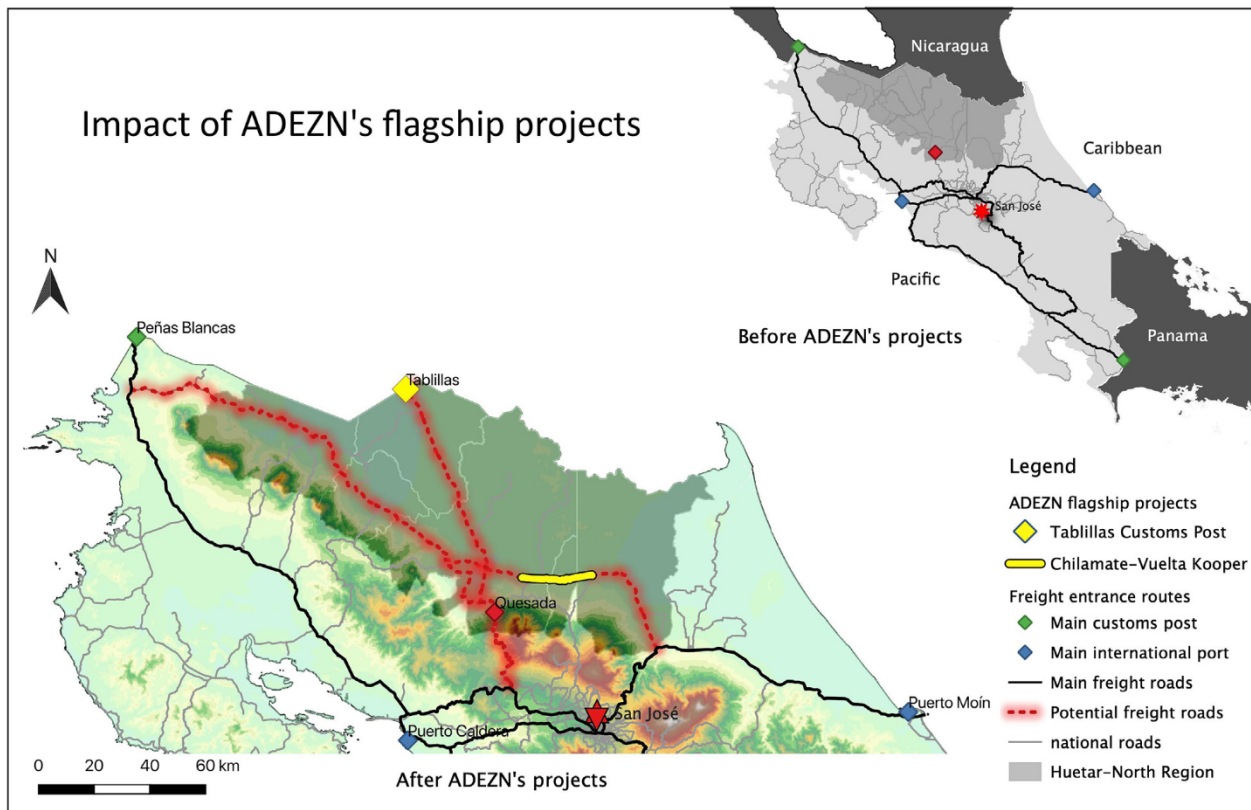 Impact of ADEZN's flagship projects
Nicaragua
Caribbean
San José
Pacific
Before ADEZN's projects
Panama
N
Peñas Blancas
Tablillas
Quesada
San José
Puerto Caldera
Puerto Moín
0 20 40 60 km
After ADEZN's projects
Legend
ADEZN flagship projects
Tablillas Customs Post
Chilamate-Vuelta Kooper
Freight entrance routes
Main customs post
Main international port
Main freight roads
Potential freight roads
national roads
Huetar-North Region